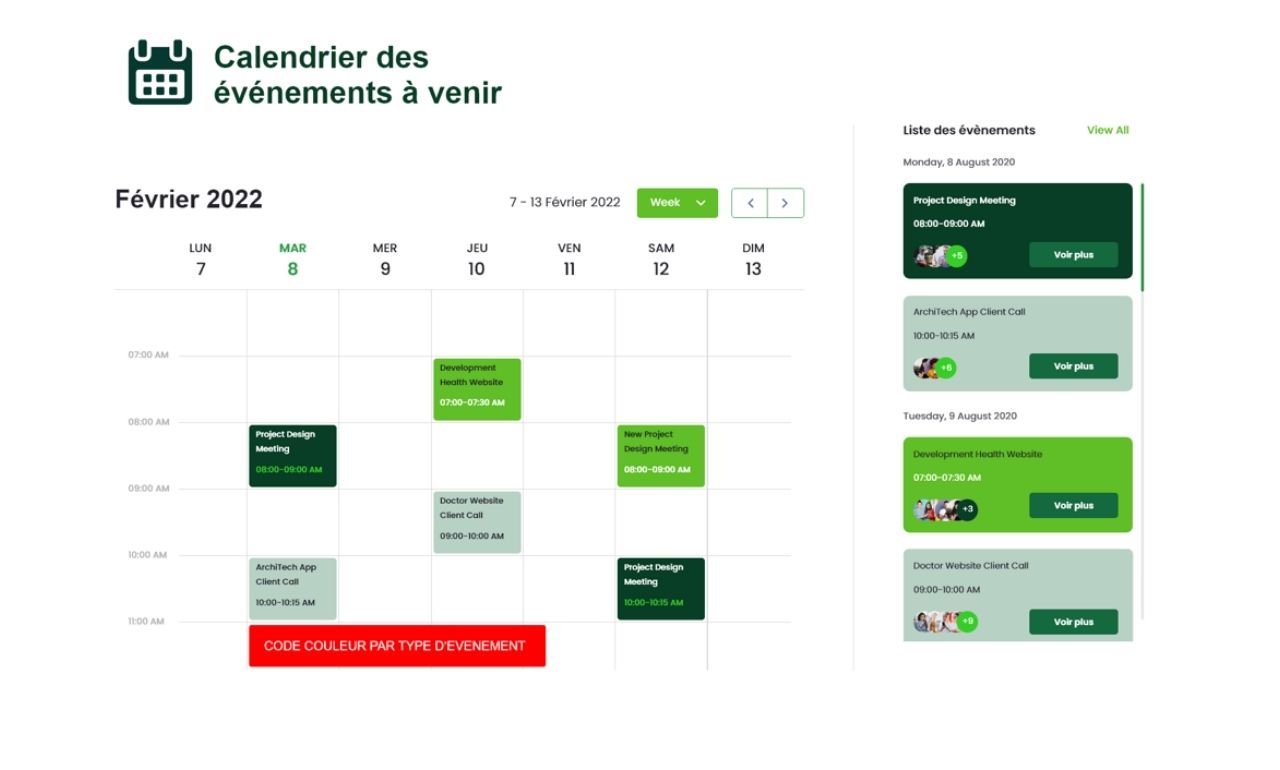 Calendrier des
événements à venir
Février 2022
7 - 13 Février 2022
Week
LUN
MAR
MER
JEU
VEN
SAM
DIM
7
8
9
10
11
12
13
07:00 AM
Development
Health Website
07:00-07:30 AM
08:00 AM
Project Design
Meeting
08:00-09:00 AM
New Project
Design Meeting
08:00-09:00 AM
09:00 AM
Doctor Website
Client Call
09:00-10:00 AM
10:00 AM
ArchiTech App
Client Call
10:00-10:15 AM
Project Design
Meeting
10:00-10:15 AM
11:00 AM
CODE COULEUR PAR TYPE D'EVENEMENT
Liste des évènements
View All
Monday, 8 August 2020
Project Design Meeting
08:00-09:00 AM
+5
Voir plus
ArchiTech App Client Call
10:00-10:15 AM
+6
Voir plus
Tuesday, 9 August 2020
Development Health Website
07:00-07:30 AM
+3
Voir plus
Doctor Website Client Call
09:00-10:00 AM
+9
Voir plus